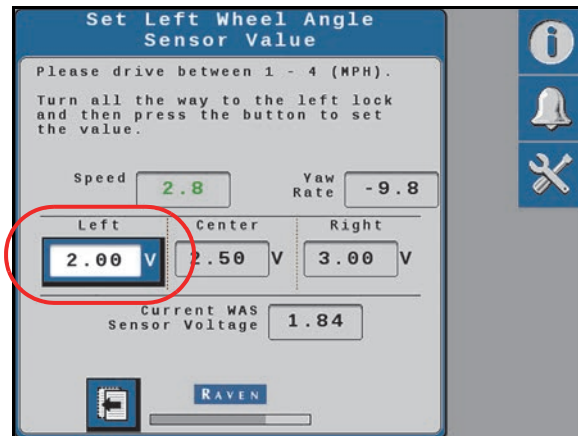 Set Left Wheel Angle
Sensor Value
Please drive between 1 - 4 (MPH).
Turn all the way to the left lock
and then press the button to set
the value.
Speed 2.8 Yaw Rate -9.8
Left Center Right
2.00 V 2.50 V 3.00 V
Current WAS
Sensor Voltage 1.84
RAVEN